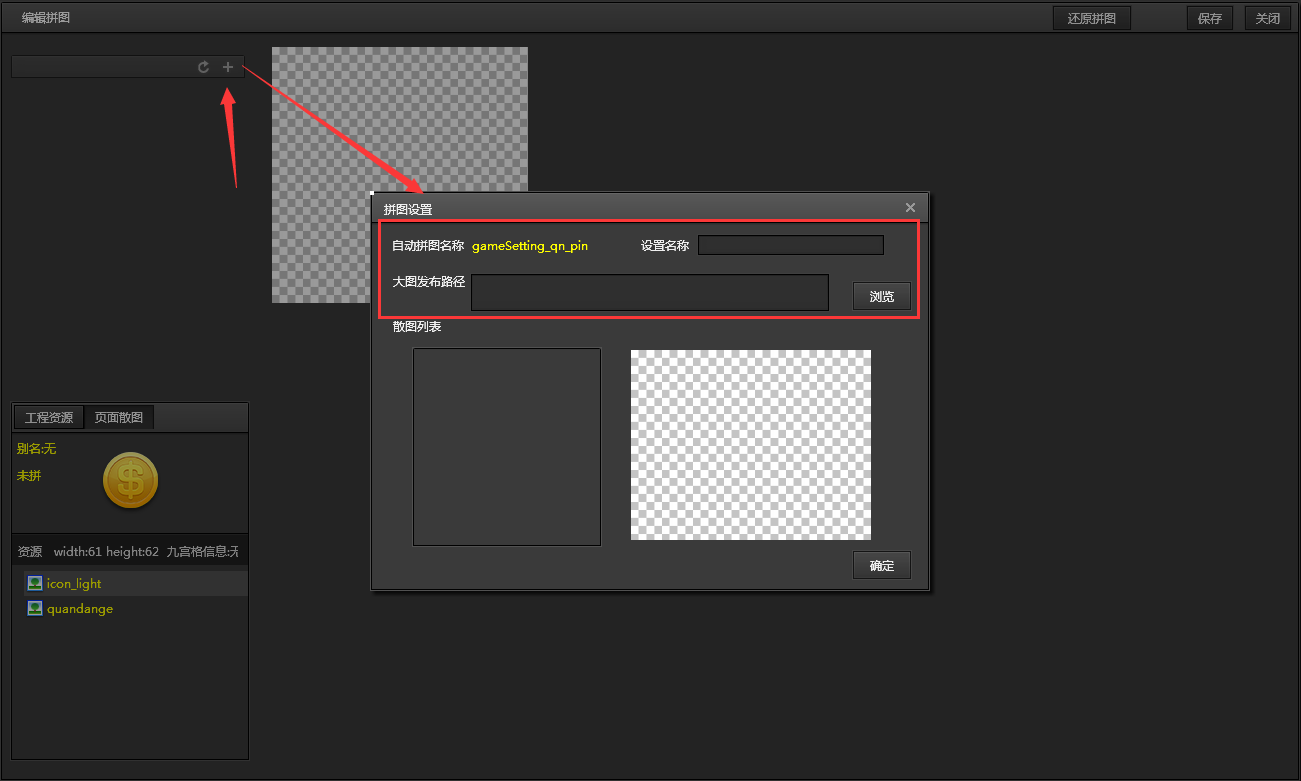 编辑拼图
还原拼图
保存
关闭
拼图设置
自动拼图名称 gameSetting_qn_pin 设置名称
大图发布路径
浏览
散图列表
确定
工程资源 页面散图
别名:无
未拼
资源 width:61 height:62 九宫格信息:无
icon_light
quandange